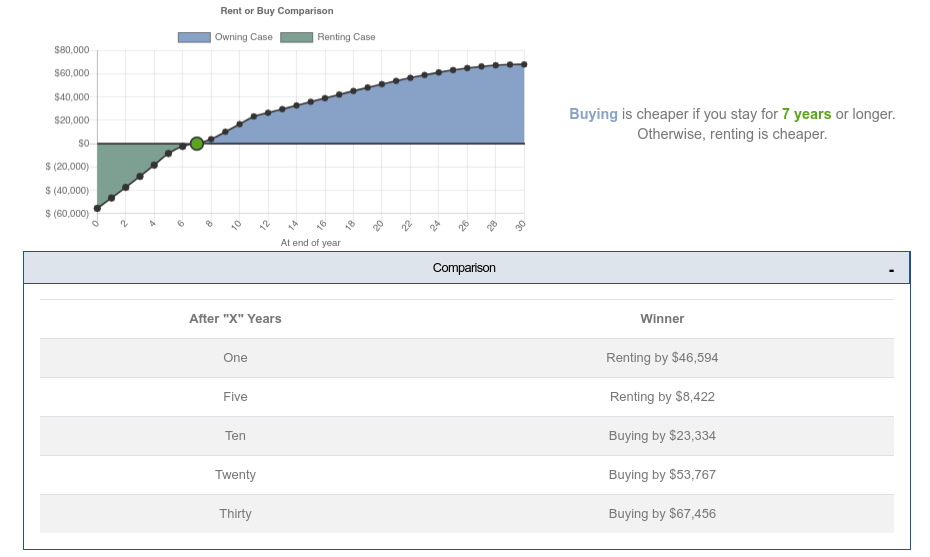 Rent or Buy Comparison
Owning Case
Renting Case
$80,000
$60,000
$40,000
$20,000
$0
$ (20,000)
$ (40,000)
$ (60,000)
0 2 4 6 8 10 12 14 16 18 20 22 24 26 28 30
At end of year
Buying is cheaper if you stay for 7 years or longer.
Otherwise, renting is cheaper.
Comparison -
After "X" Years Winner
One Renting by $46,594
Five Renting by $8,422
Ten Buying by $23,334
Twenty Buying by $53,767
Thirty Buying by $67,456